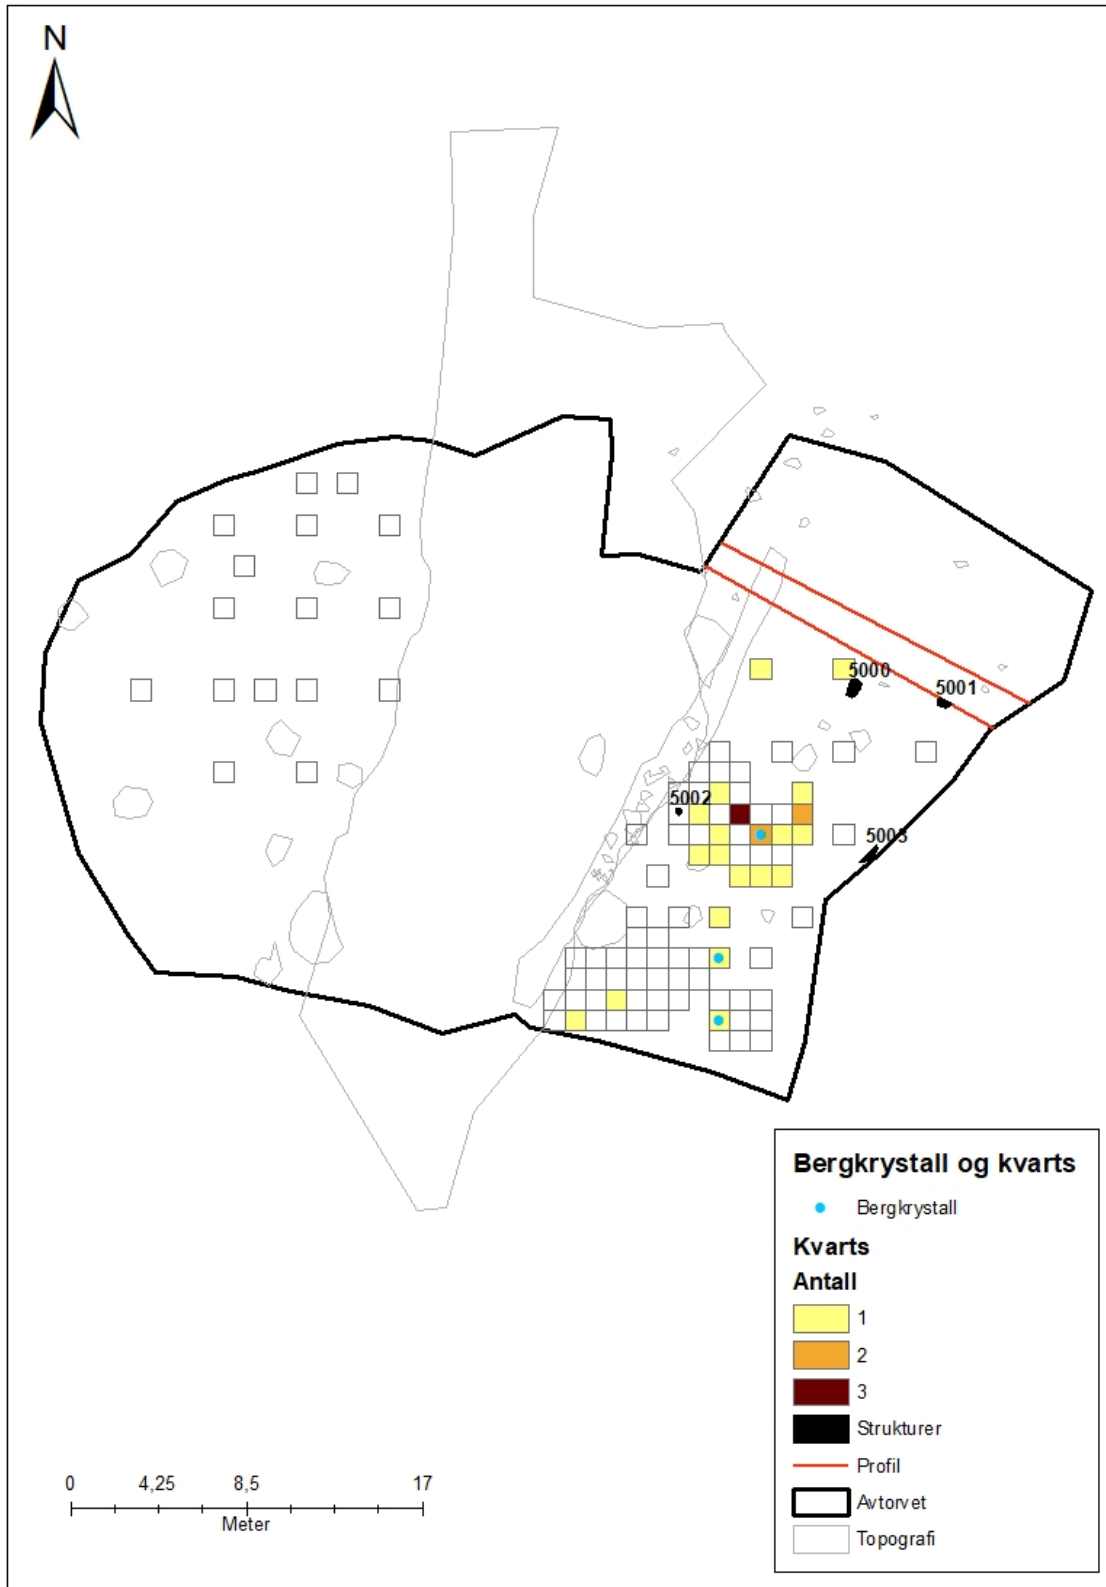 N
5000
5001
5002
5003
Bergkrystall og kvarts
Bergkrystall
Kvarts
Antall
1
2
3
Strukturer
Profil
Avtorvet
Topografi
0 4,25 8,5 17
Meter